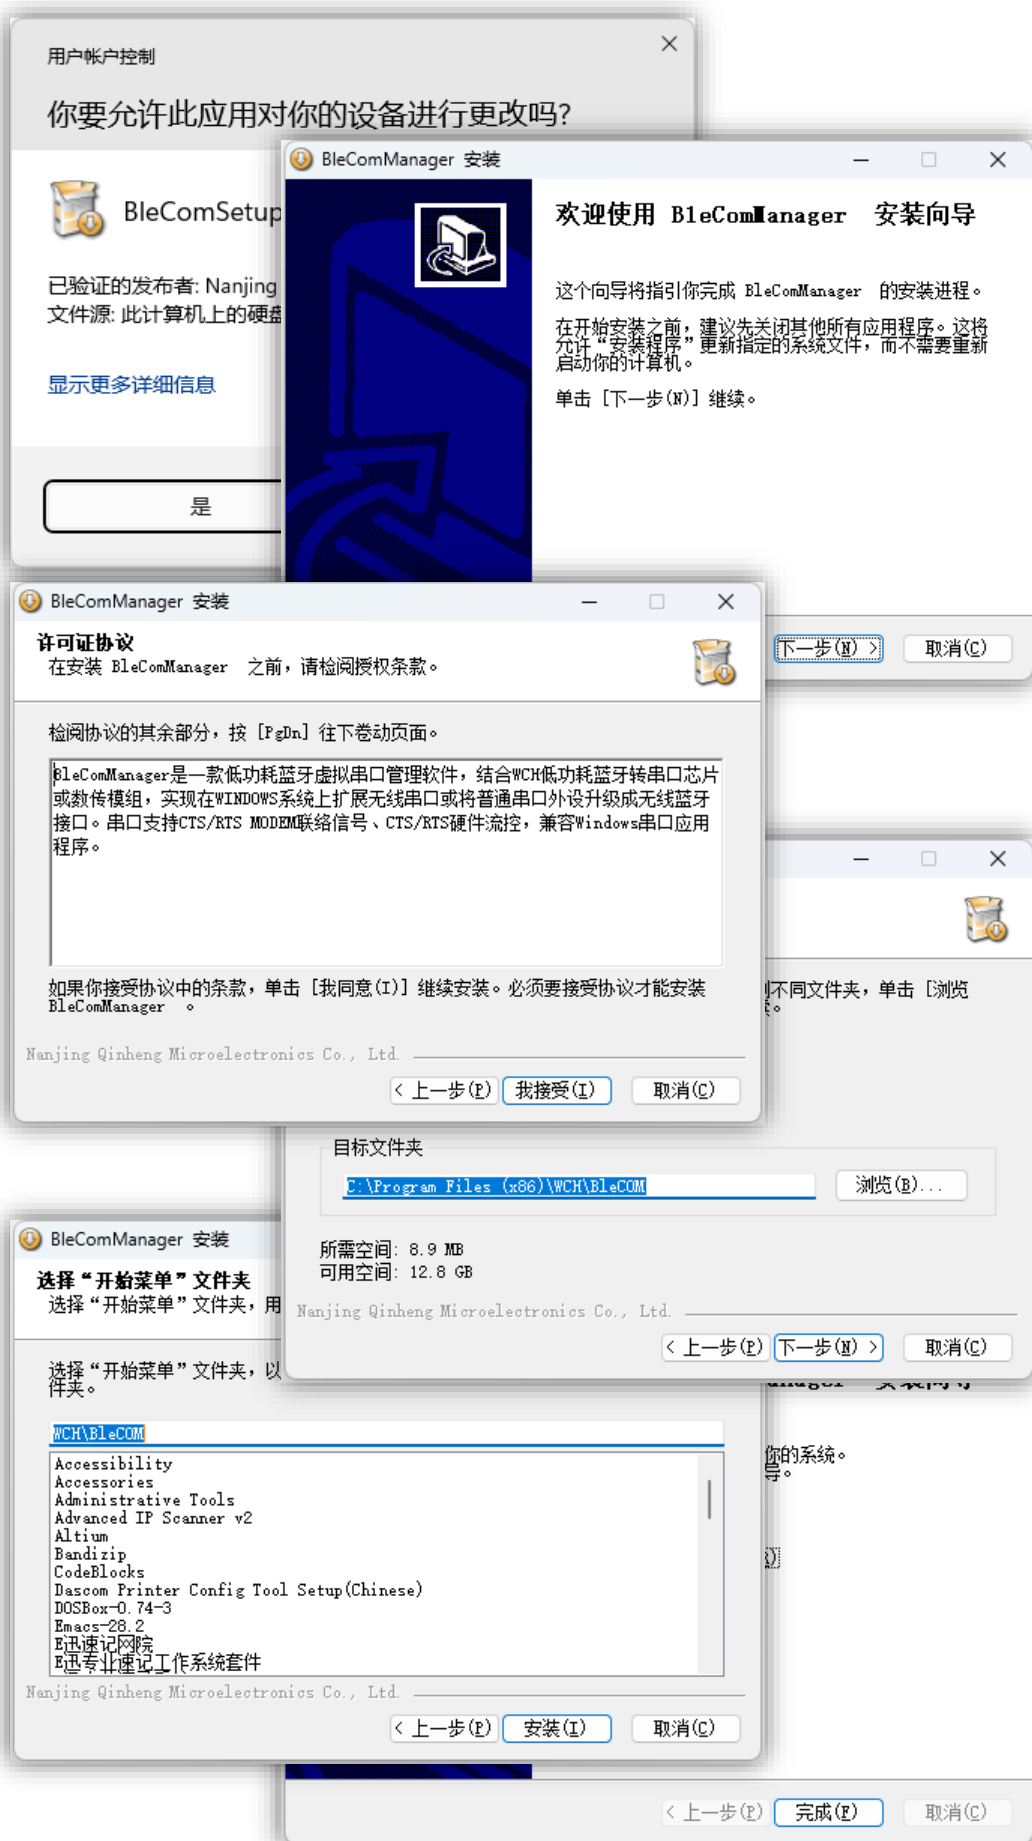 用户帐户控制
你要允许此应用对你的设备进行更改吗?
BleComSetup
已验证的发布者: Nanjing
文件源: 此计算机上的硬盘
显示更多详细信息
是
BleComManager 安装
欢迎使用 BleComManager 安装向导
这个向导将指引你完成 BleComManager 的安装进程。
在开始安装之前，建议先关闭其他所有应用程序。这将
允许“安装程序”更新指定的系统文件，而不需要重新
启动你的计算机。
单击 [下一步(N)] 继续。
下一步(N) >
取消(C)
BleComManager 安装
许可证协议
在安装 BleComManager 之前，请检阅授权条款。
检阅协议的其余部分，按 [PgDn] 往下卷动页面。
BleComManager是一款低功耗蓝牙虚拟串口管理软件，结合WCH低功耗蓝牙转串口芯片
或数传模组，实现在WINDOWS系统上扩展无线串口或将普通串口外设升级成无线蓝牙
接口。串口支持CTS/RTS MODEM联络信号、CTS/RTS硬件流控，兼容Windows串口应用
程序。
如果你接受协议中的条款，单击 [我同意(I)] 继续安装。必须要接受协议才能安装
BleComManager 。
Nanjing Qinheng Microelectronics Co., Ltd.
< 上一步(P)
我接受(I)
取消(C)
不同文件夹，单击 [浏览
目标文件夹
C:\Program Files (x86)\WCH\BleCOM
浏览(B)...
所需空间: 8.9 MB
可用空间: 12.8 GB
Nanjing Qinheng Microelectronics Co., Ltd.
< 上一步(P)
下一步(N) >
取消(C)
BleComManager 安装
选择“开始菜单”文件夹
选择“开始菜单”文件夹，用
选择“开始菜单”文件夹，以
件夹。
WCH\BleCOM
Accessibility
Accessories
Administrative Tools
Advanced IP Scanner v2
Altium
Bandizip
CodeBlocks
Dascom Printer Config Tool Setup(Chinese)
DOSBox-0.74-3
Emacs-28.2
E迅速记网院
E迅专业速记工作系统套件
Nanjing Qinheng Microelectronics Co., Ltd.
< 上一步(P)
安装(I)
取消(C)
你的系统。
导。
< 上一步(P)
完成(F)
取消(C)